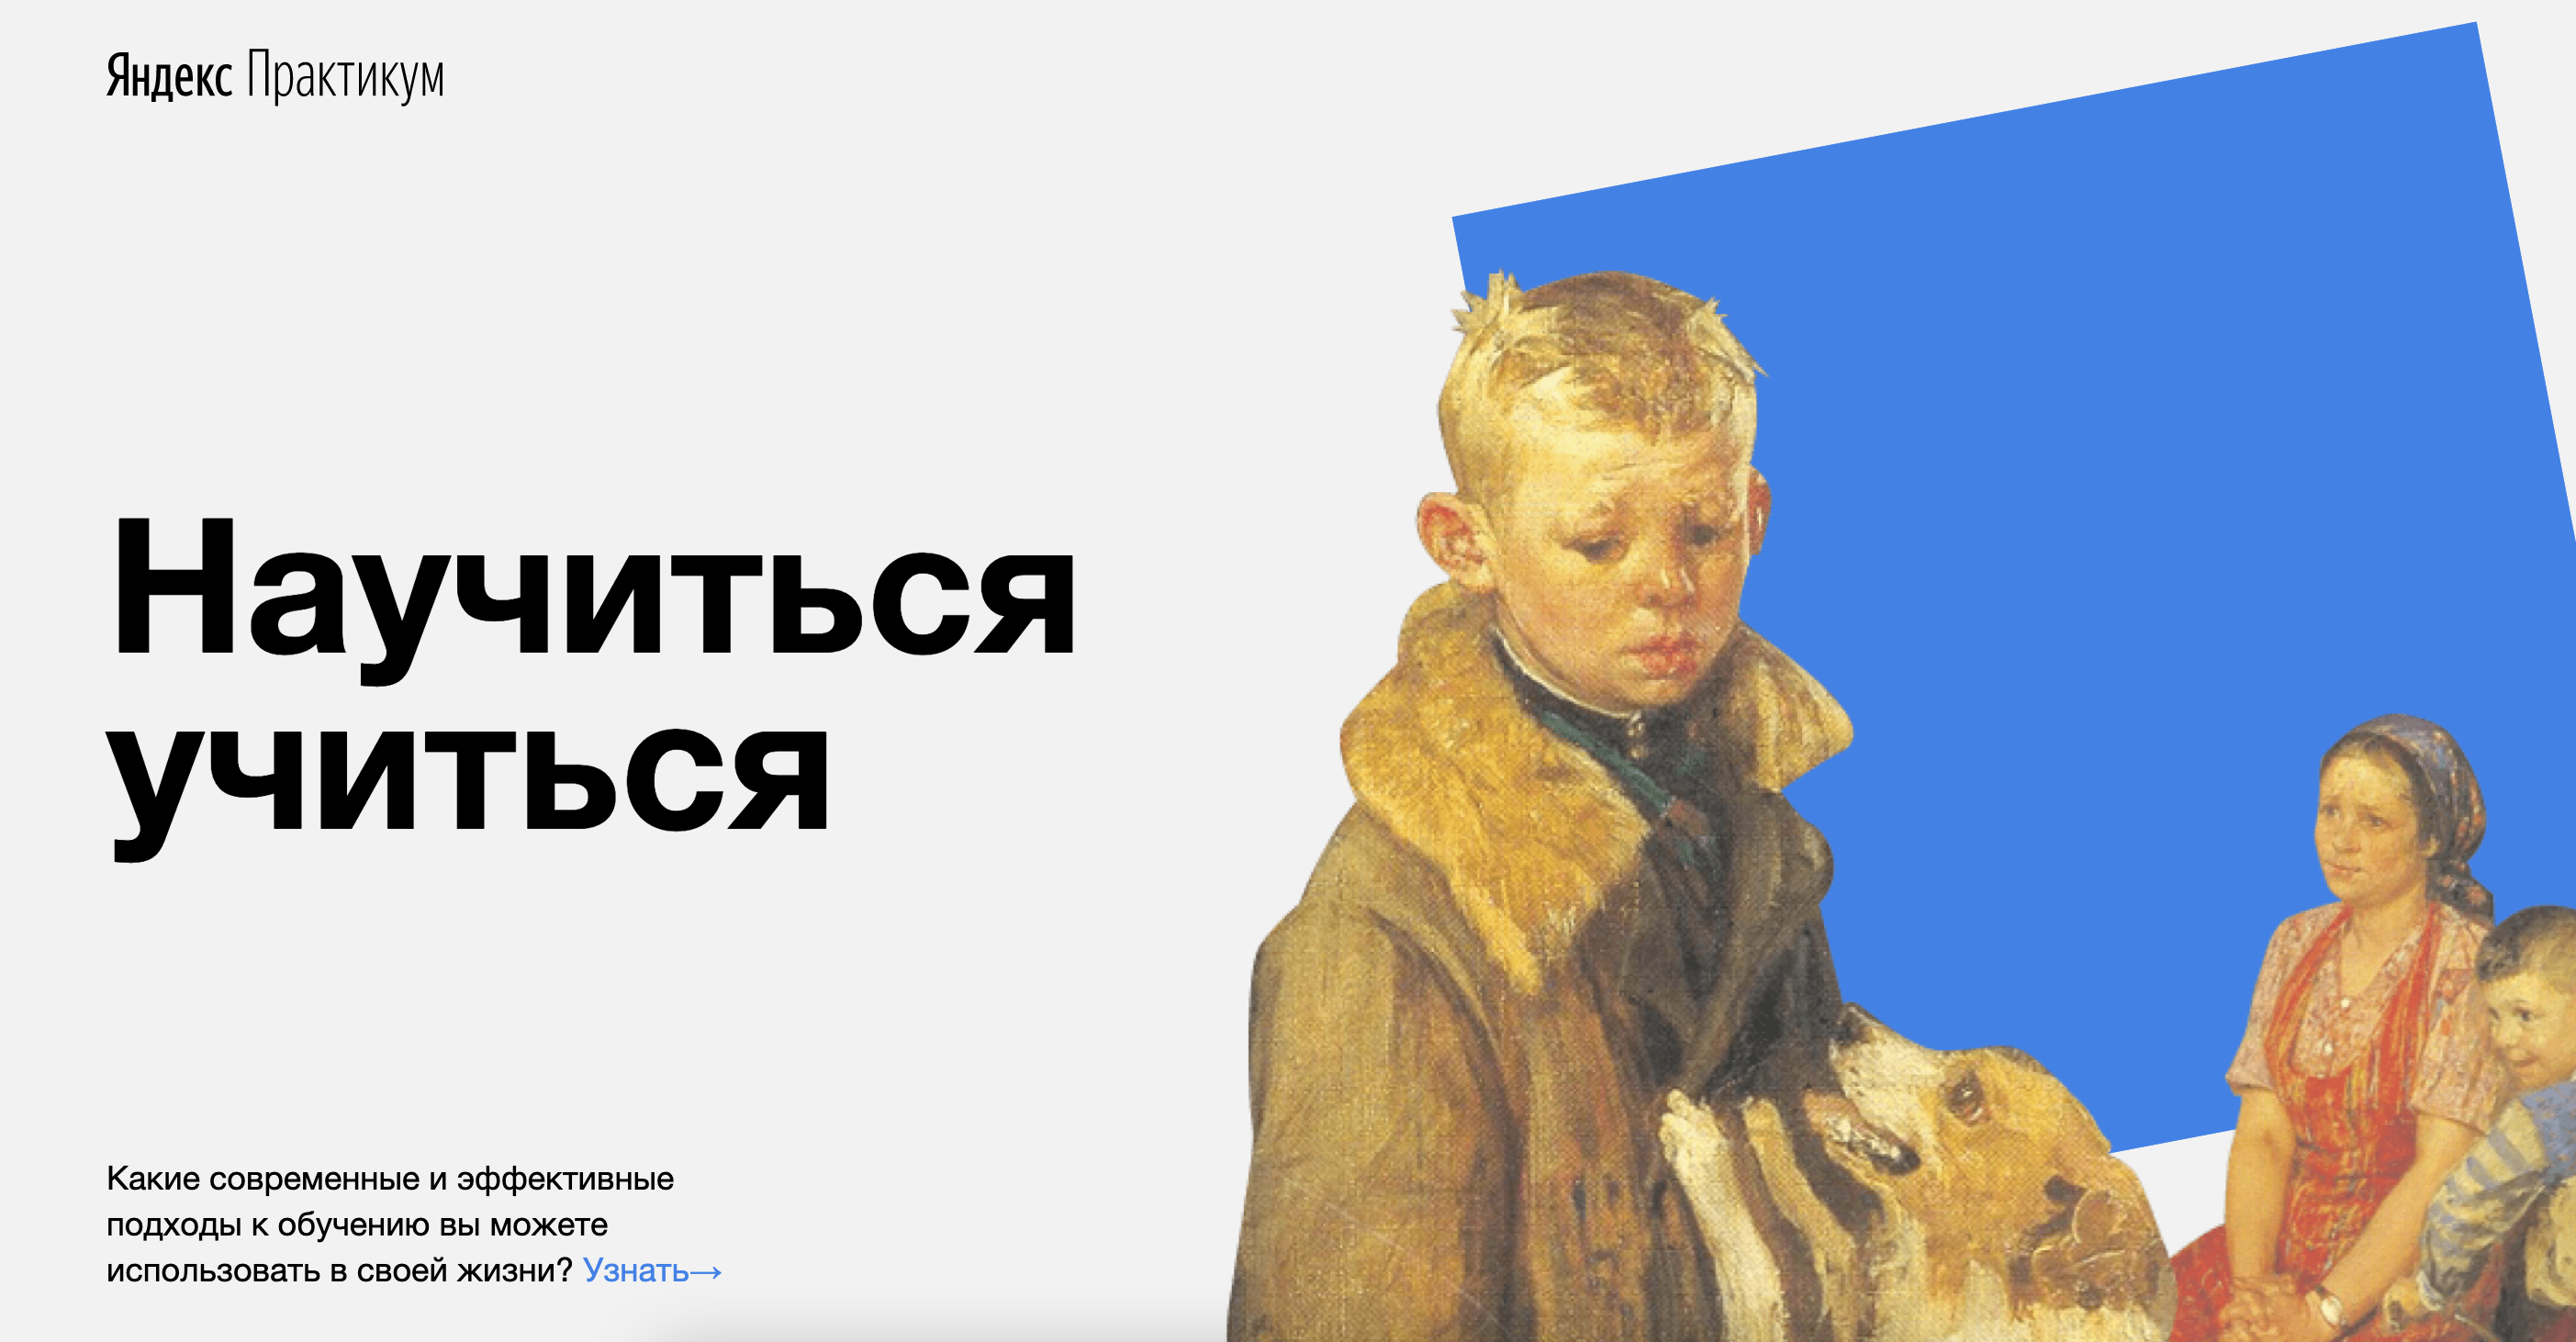 Яндекс Практикум
Научиться
учиться
Какие современные и эффективные
подходы к обучению вы можете
использовать в своей жизни? Узнать→